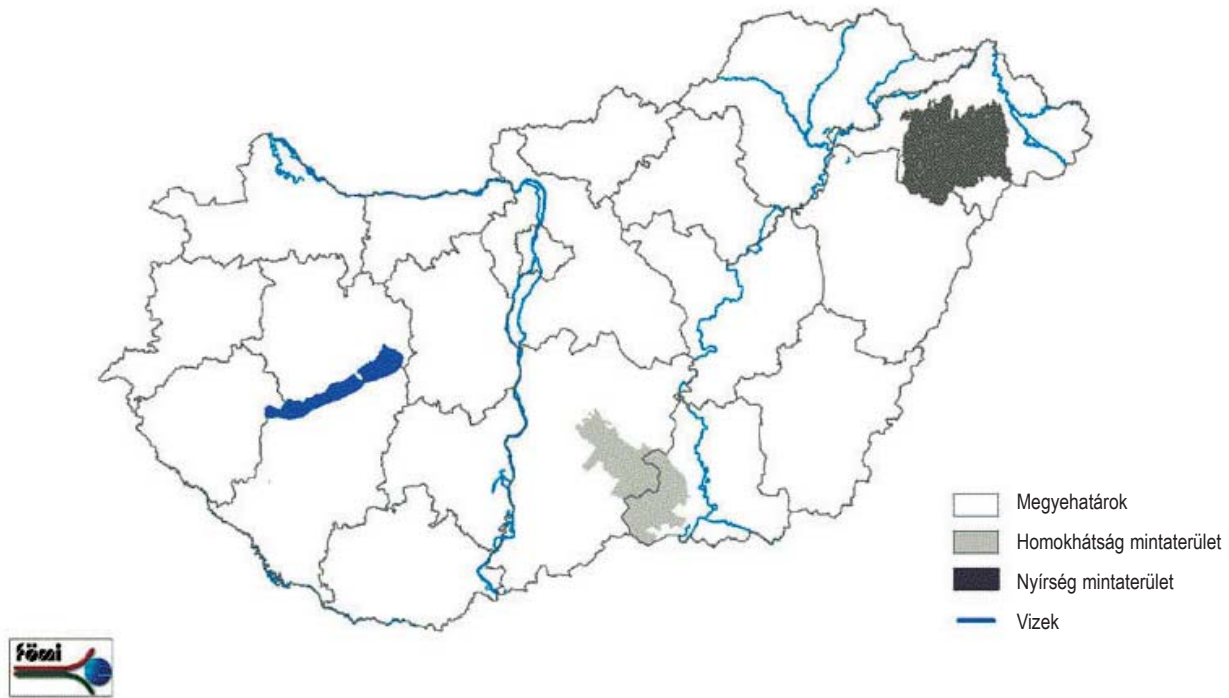 Megyehatárok
Homokhátság mintaterület
Nyírség mintaterület
Vizek
Fömi